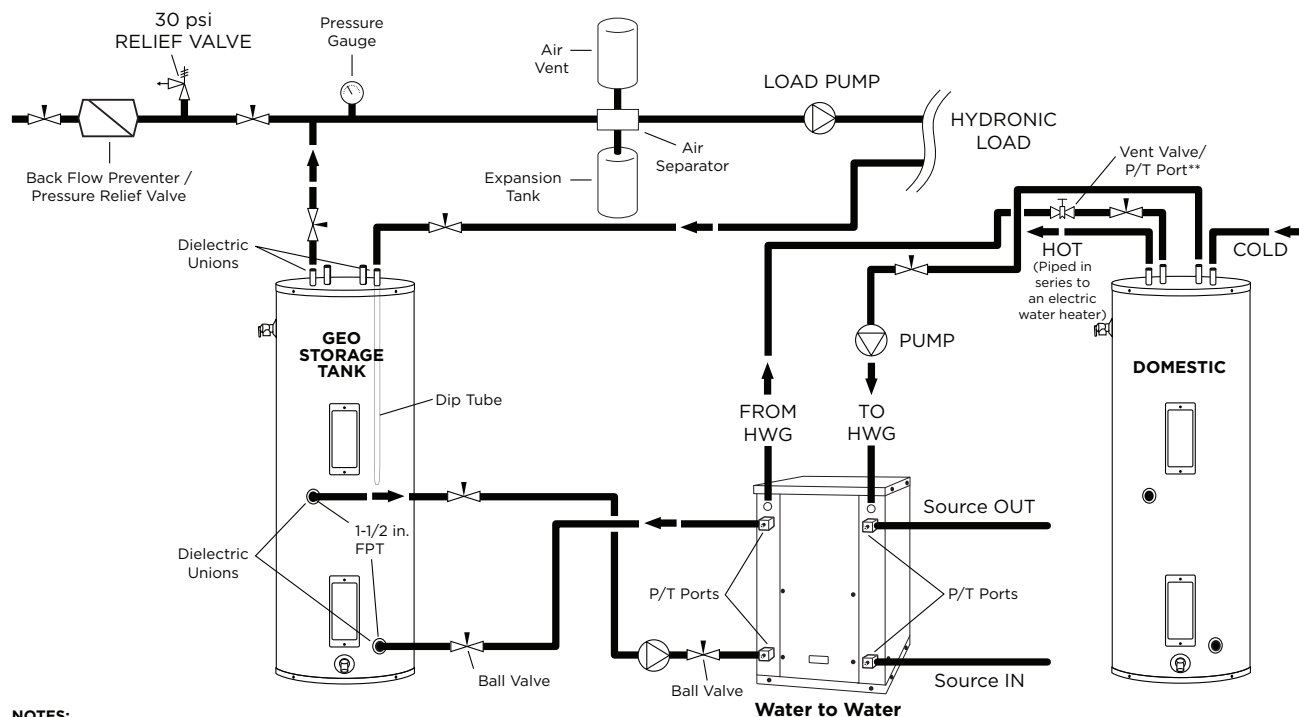 30 psi
RELIEF VALVE
Pressure
Gauge
Air
Vent
LOAD PUMP
HYDRONIC
LOAD
Vent Valve/
P/T Port**
Back Flow Preventer /
Pressure Relief Valve
Air
Separator
Expansion
Tank
Dielectric
Unions
HOT
(Piped in
series to
an electric
water heater)
COLD
GEO
STORAGE
TANK
PUMP
DOMESTIC
Dip Tube
FROM
HWG
TO
HWG
Source OUT
1-1/2 in.
FPT
Dielectric
Unions
P/T Ports
P/T Ports
Ball Valve
Ball Valve
Source IN
Water to Water
NOTES: